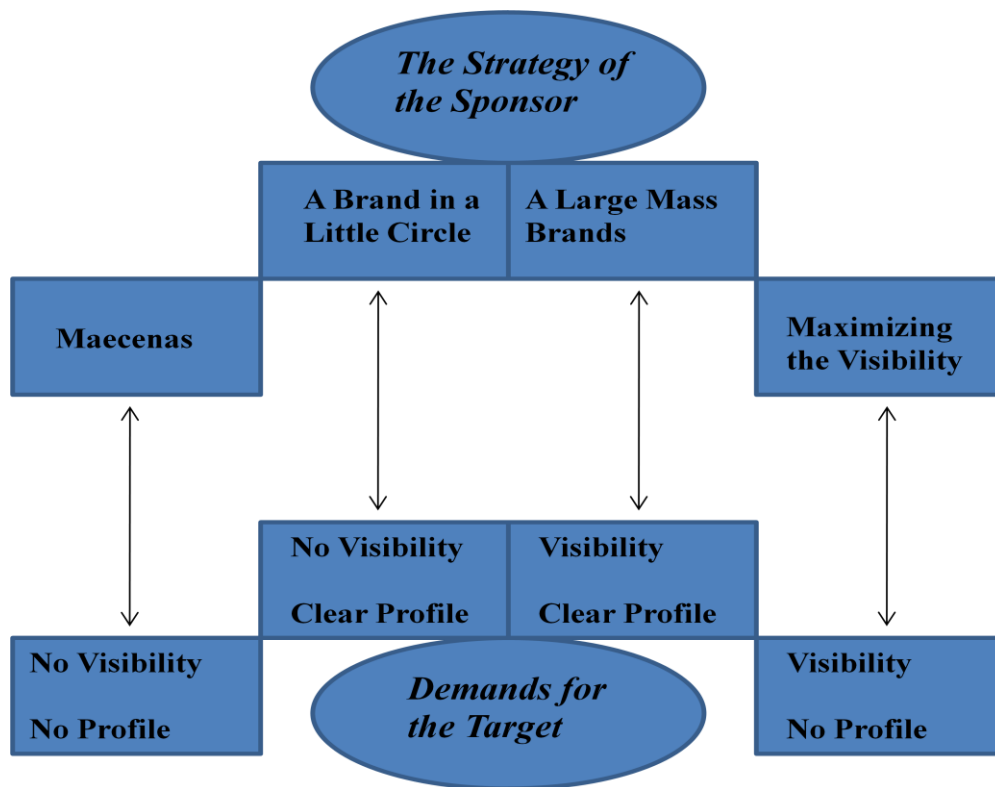 The Strategy of
the Sponsor
A Brand in a
Little Circle
A Large Mass
Brands
Maecenas
Maximizing
the Visibility
No Visibility
Clear Profile
Visibility
Clear Profile
No Visibility
No Profile
Demands for
the Target
Visibility
No Profile